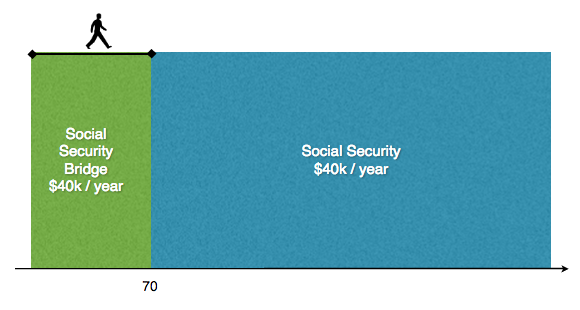 Social
Security
Bridge
$40k / year
Social Security
$40k / year
70